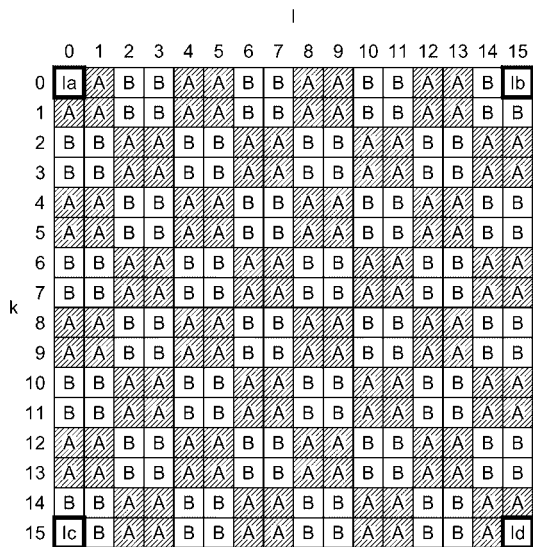 l
0 1 2 3 4 5 6 7 8 9 10 11 12 13 14 15
0 Ia A B B A A B B A A B B A A B Ib
1 A A B B A A B B A A B B A A B B
2 B B A A B B A A B B A A B B A A
3 B B A A B B A A B B A A B B A A
4 A A B B A A B B A A B B A A B B
5 A A B B A A B B A A B B A A B B
6 B B A A B B A A B B A A B B A A
7 B B A A B B A A B B A A B B A A
k
8 A A B B A A B B A A B B A A B B
9 A A B B A A B B A A B B A A B B
10 B B A A B B A A B B A A B B A A
11 B B A A B B A A B B A A B B A A
12 A A B B A A B B A A B B A A B B
13 A A B B A A B B A A B B A A B B
14 B B A A B B A A B B A A B B A A
15 Ic B A A B B A A B B A A B B A Id